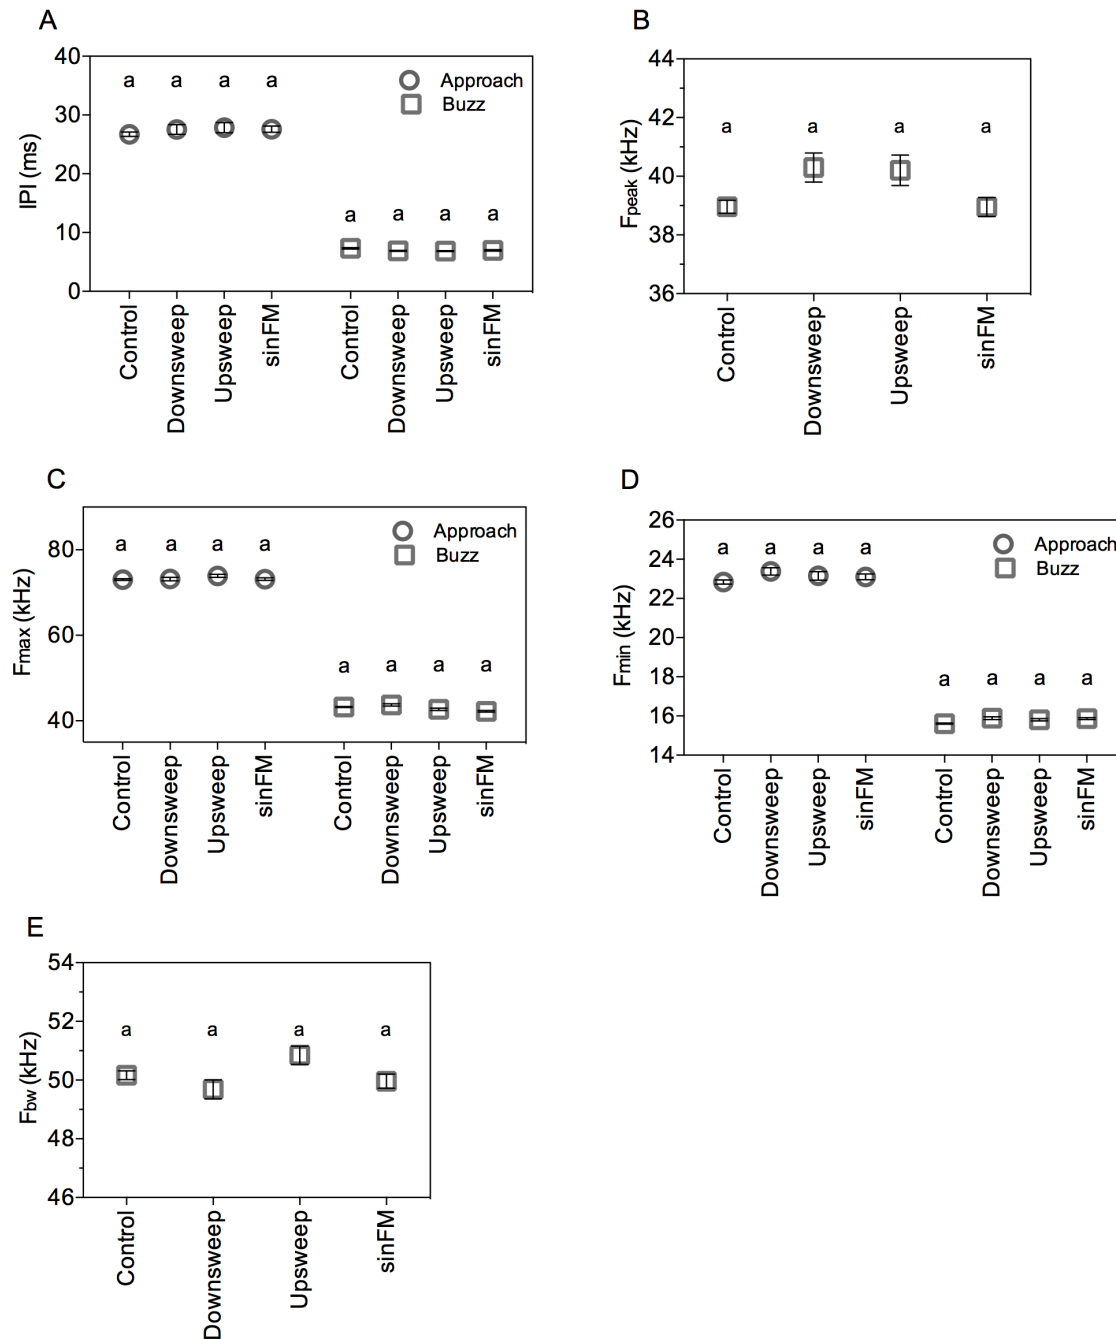 A
40
30
20
10
0
IPI (ms)
a a a a
a a a a
Approach
Buzz
Control
Downsweep
Upsweep
sinFM
Control
Downsweep
Upsweep
sinFM
B
44
42
40
38
36
Fpeak (kHz)
a a a a
Control
Downsweep
Upsweep
sinFM
C
80
60
40
Fmax (kHz)
a a a a
a a a a
Approach
Buzz
Control
Downsweep
Upsweep
sinFM
Control
Downsweep
Upsweep
sinFM
D
26
24
22
20
18
16
14
Fmin (kHz)
a a a a
a a a a
Approach
Buzz
Control
Downsweep
Upsweep
sinFM
Control
Downsweep
Upsweep
sinFM
E
54
52
50
48
46
Fbw (kHz)
a a a a
Control
Downsweep
Upsweep
sinFM